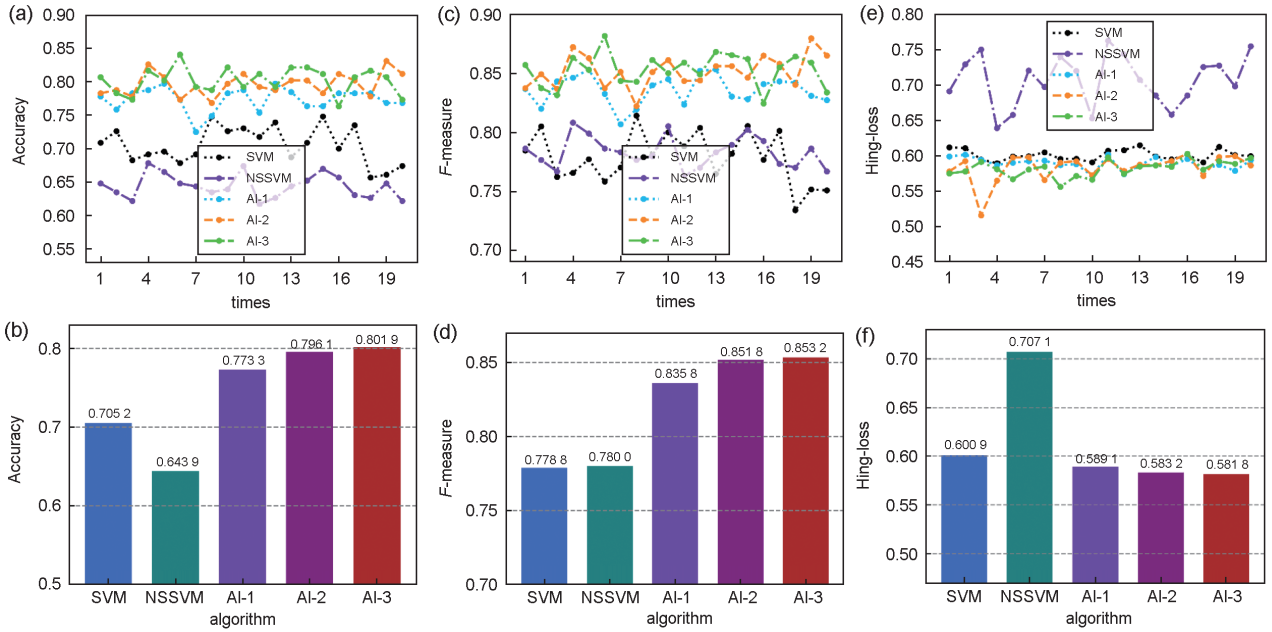 (a)
0.90
0.85
0.80
0.75
0.70
0.65
0.60
0.55
Accuracy
SVM
NSSVM
AI-1
AI-2
AI-3
1 4 7 10 13 16 19
times
(c)
0.90
0.85
0.80
0.75
0.70
F-measure
SVM
NSSVM
AI-1
AI-2
AI-3
1 4 7 10 13 16 19
times
(e)
0.80
0.75
0.70
0.65
0.60
0.55
0.50
0.45
Hing-loss
SVM
NSSVM
AI-1
AI-2
AI-3
1 4 7 10 13 16 19
times
(b)
0.8
0.7
0.6
0.5
Accuracy
0.705 2
0.643 9
0.773 3
0.796 1
0.801 9
SVM NSSVM AI-1 AI-2 AI-3
algorithm
(d)
0.85
0.80
0.75
0.70
F-measure
0.778 8
0.780 0
0.835 8
0.851 8
0.853 2
SVM NSSVM AI-1 AI-2 AI-3
algorithm
(f)
0.70
0.65
0.60
0.55
0.50
Hing-loss
0.600 9
0.707 1
0.589 1
0.583 2
0.581 8
SVM NSSVM AI-1 AI-2 AI-3
algorithm